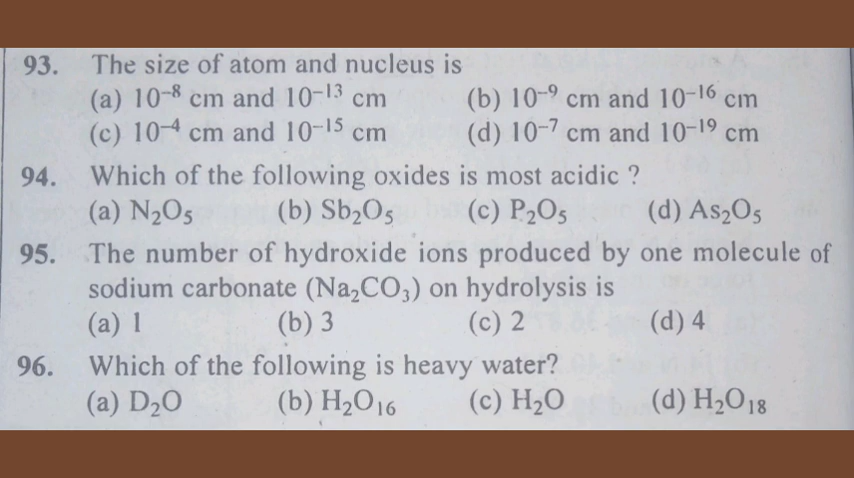 93. The size of atom and nucleus is
(a) 10⁻⁸ cm and 10⁻¹³ cm (b) 10⁻⁹ cm and 10⁻¹⁶ cm
(c) 10⁻⁴ cm and 10⁻¹⁵ cm (d) 10⁻⁷ cm and 10⁻¹⁹ cm
94. Which of the following oxides is most acidic ?
(a) N₂O₅ (b) Sb₂O₅ (c) P₂O₅ (d) As₂O₅
95. The number of hydroxide ions produced by one molecule of
sodium carbonate (Na₂CO₃) on hydrolysis is
(a) 1 (b) 3 (c) 2 (d) 4
96. Which of the following is heavy water?
(a) D₂O (b) H₂O₁₆ (c) H₂O (d) H₂O₁₈